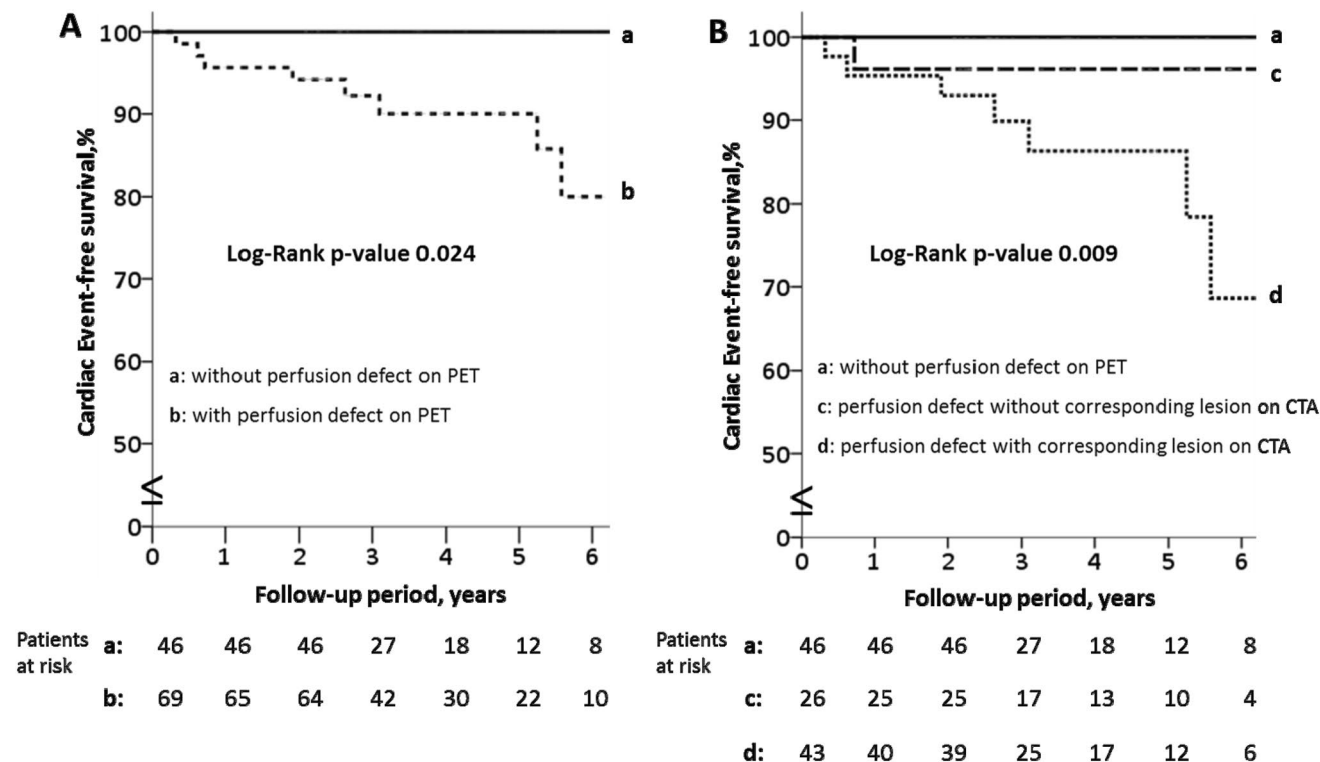 A
100
90
80
70
60
50
0
Cardiac Event-free survival,%
a
b
Log-Rank p-value 0.024
a: without perfusion defect on PET
b: with perfusion defect on PET
0 1 2 3 4 5 6
Follow-up period, years
Patients at risk
a: 46 46 46 27 18 12 8
b: 69 65 64 42 30 22 10
B
100
90
80
70
60
50
0
Cardiac Event-free survival,%
a
c
d
Log-Rank p-value 0.009
a: without perfusion defect on PET
c: perfusion defect without corresponding lesion on CTA
d: perfusion defect with corresponding lesion on CTA
0 1 2 3 4 5 6
Follow-up period, years
Patients at risk
a: 46 46 46 27 18 12 8
c: 26 25 25 17 13 10 4
d: 43 40 39 25 17 12 6